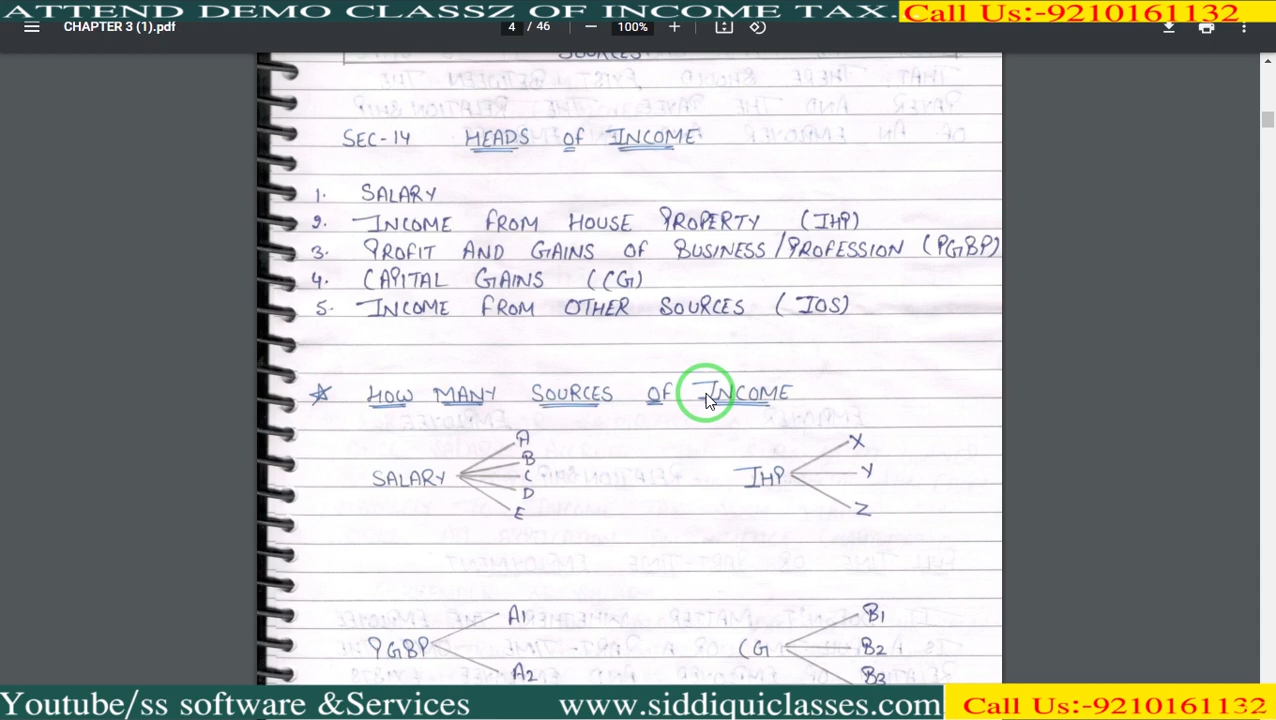 ATTEND DEMO CLASSZ OF INCOME TAX. Call Us:-9210161132
CHAPTER 3 (1).pdf 4 / 46 100%
SOURCES
SEC-14 HEADS OF INCOME
1. SALARY
2. INCOME FROM HOUSE PROPERTY (IHP)
3. PROFIT AND GAINS OF BUSINESS/PROFESSION (PGBP)
4. CAPITAL GAINS (CG)
5. INCOME FROM OTHER SOURCES (IOS)
HOW MANY SOURCES OF INCOME
SALARY A B C D E
IHP X Y Z
PGBP A1 A2
CG B1 B2 B3
Youtube/ss software &Services www.siddiquiclasses.com Call Us:-9210161132